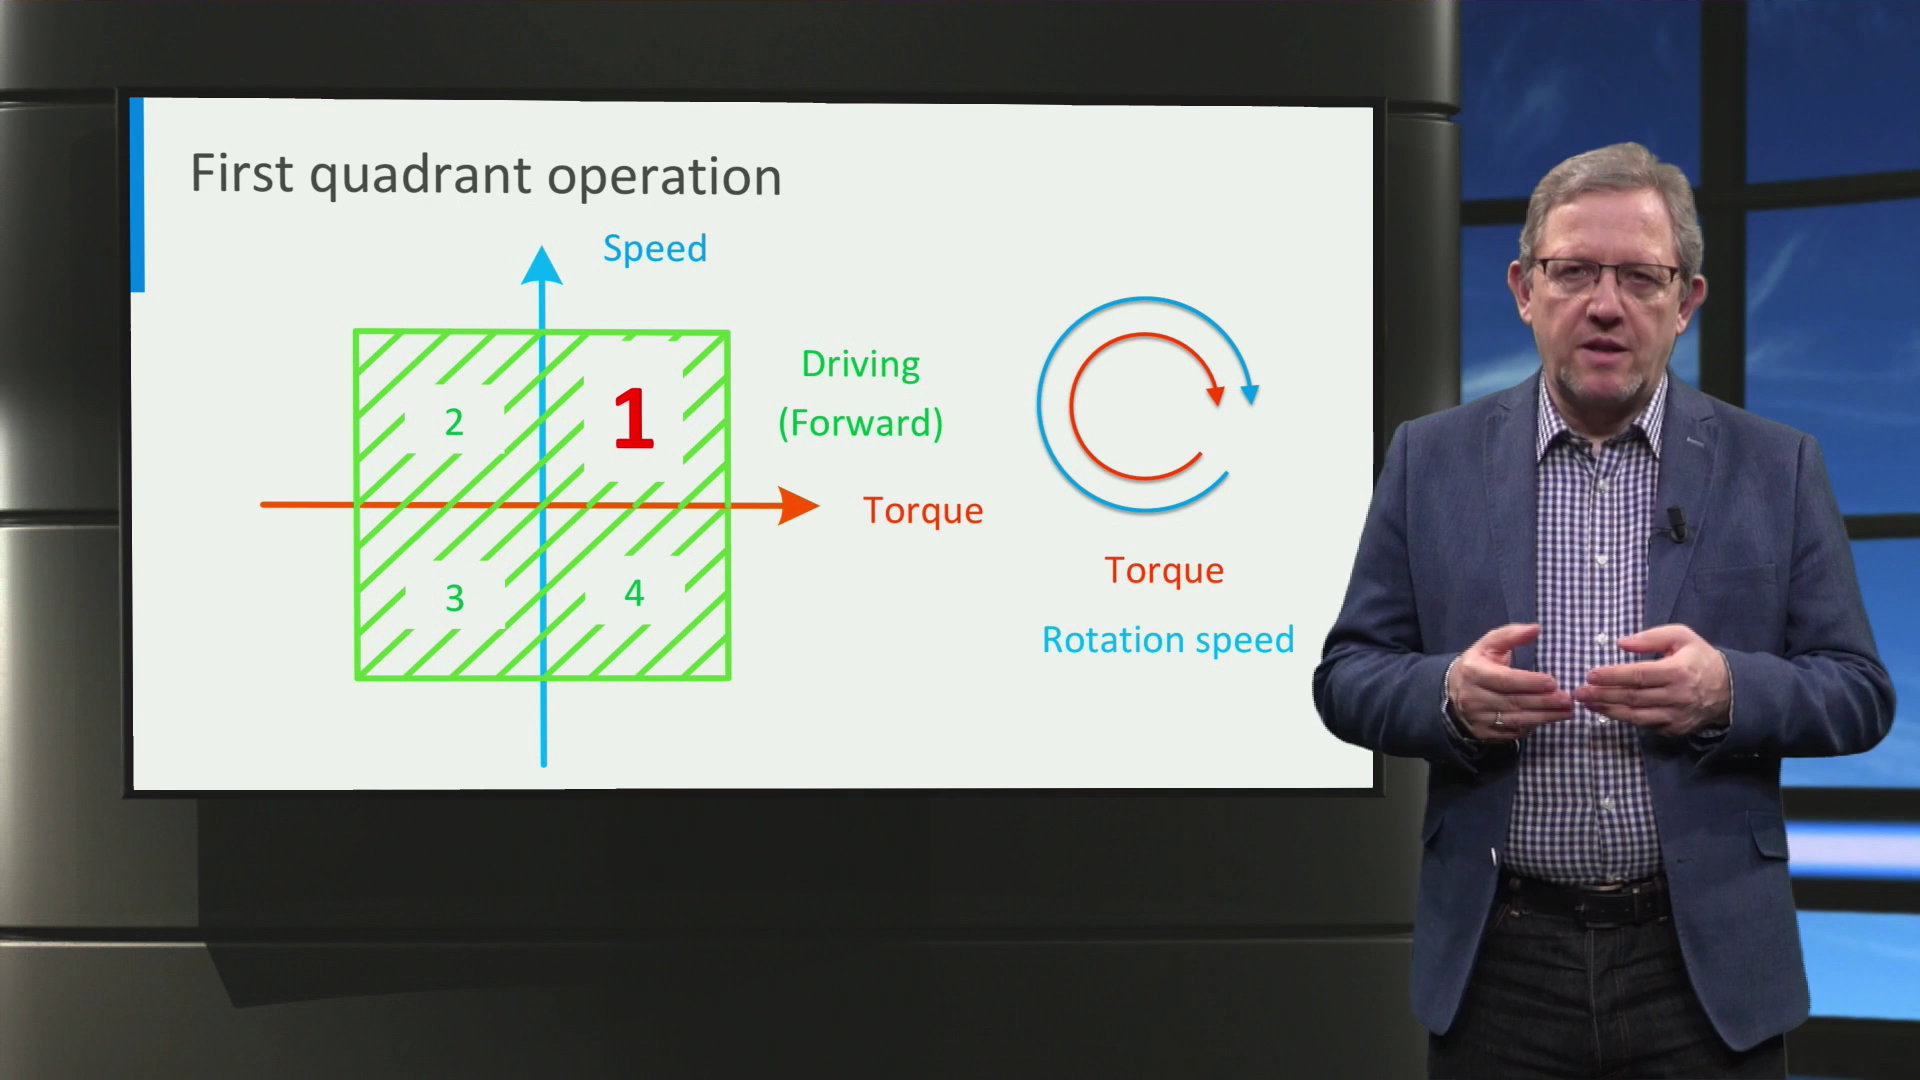 First quadrant operation
Speed
Driving
(Forward)
2
1
Torque
3
4
Torque
Rotation speed